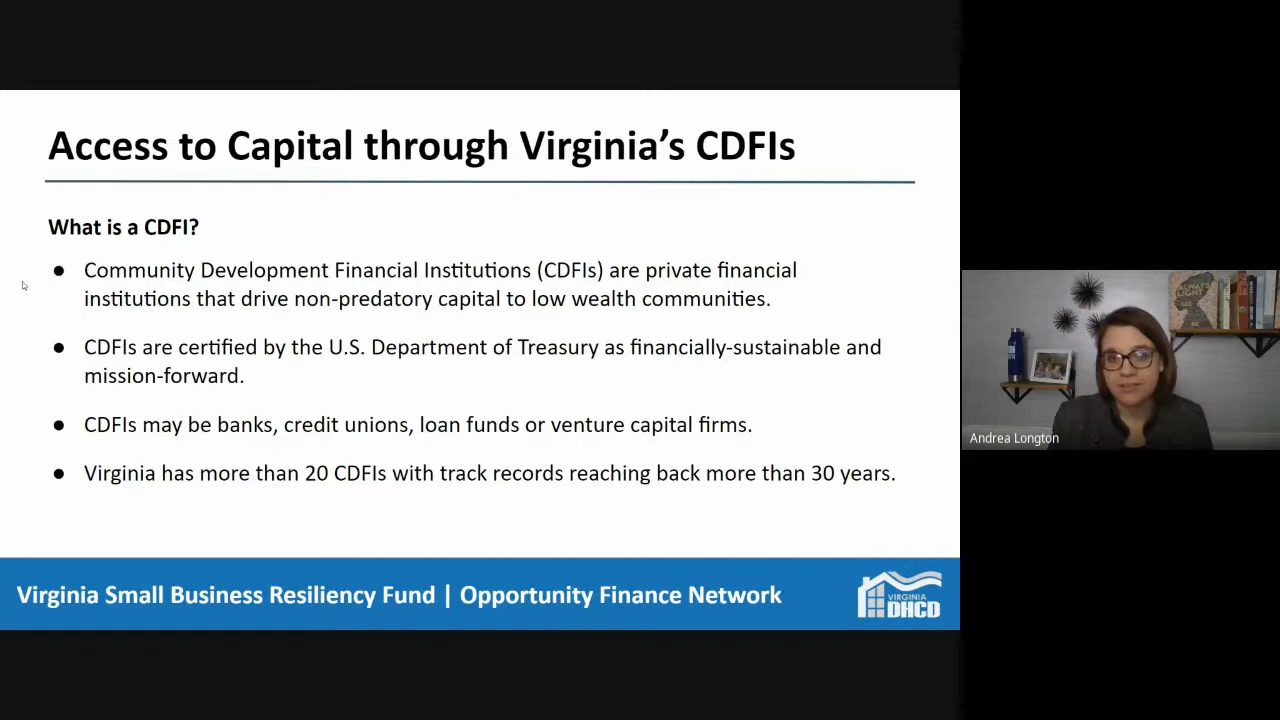 Access to Capital through Virginia's CDFIs
What is a CDFI?
● Community Development Financial Institutions (CDFIs) are private financial
institutions that drive non-predatory capital to low wealth communities.
● CDFIs are certified by the U.S. Department of Treasury as financially-sustainable and
mission-forward.
● CDFIs may be banks, credit unions, loan funds or venture capital firms.
● Virginia has more than 20 CDFIs with track records reaching back more than 30 years.
Virginia Small Business Resiliency Fund | Opportunity Finance Network
VIRGINIA
DHCD
ALWAYS
LIGHT
Andrea Longton